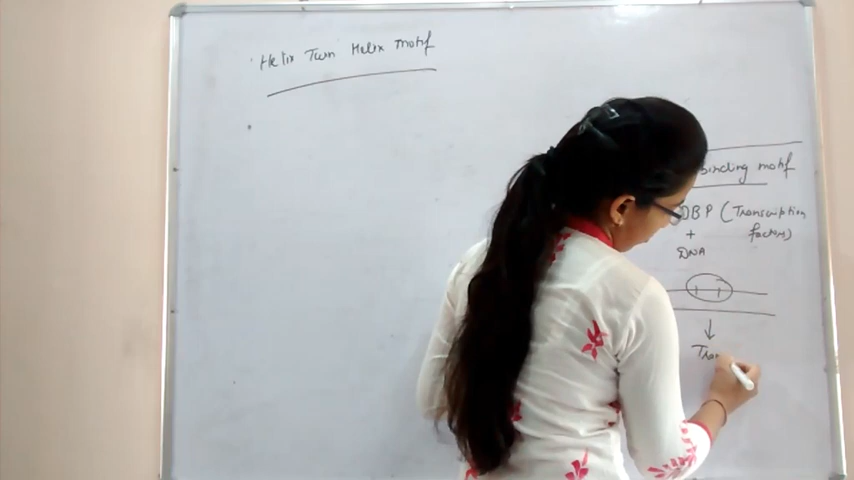 Helix Turn Helix motif
binding motif
DBP (Transcription
factors)
+
DNA
↓
Tran